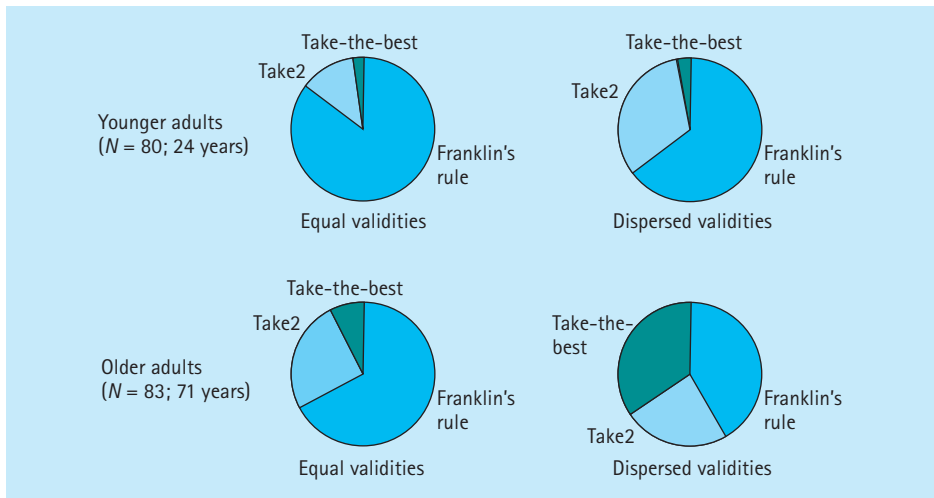 Take-the-best
Take2
Younger adults
(N = 80; 24 years)
Franklin's
rule
Equal validities
Take-the-best
Take2
Franklin's
rule
Dispersed validities
Take-the-best
Take2
Older adults
(N = 83; 71 years)
Franklin's
rule
Equal validities
Take-the-
best
Franklin's
rule
Take2
Dispersed validities